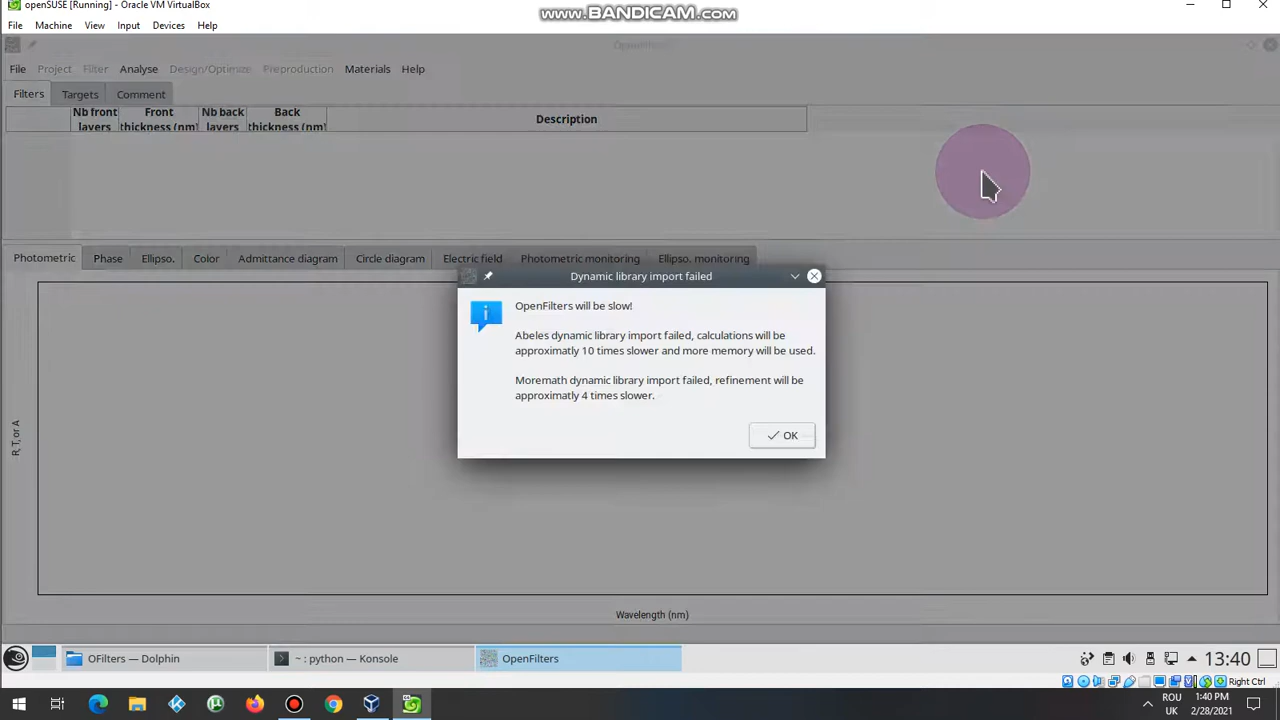 openSUSE [Running] - Oracle VM VirtualBox
www.BANDICAM.com
File Machine View Input Devices Help
OpenFilters
File Project Filter Analyse Design/Optimize Preproduction Materials Help
Filters Targets Comment
Nb front layers Front thickness (nm) Nb back layers Back thickness (nm) Description
Photometric Phase Ellipso. Color Admittance diagram Circle diagram Electric field Photometric monitoring Ellipso. monitoring
Dynamic library import failed
OpenFilters will be slow!
Abeles dynamic library import failed, calculations will be
approximatly 10 times slower and more memory will be used.
Moremath dynamic library import failed, refinement will be
approximatly 4 times slower.
OK
R, T, or A
Wavelength (nm)
OFilters — Dolphin
~ : python — Konsole
OpenFilters
13:40
Right Ctrl
ROU
UK
1:40 PM
2/28/2021